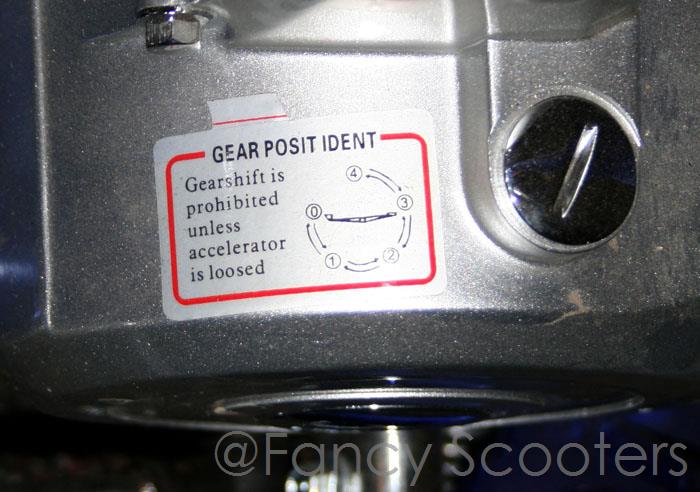 GEAR POSIT IDENT
Gearshift is
prohibited
unless
accelerator
is loosed
4
0 3
1 2
@Fancy Scooters